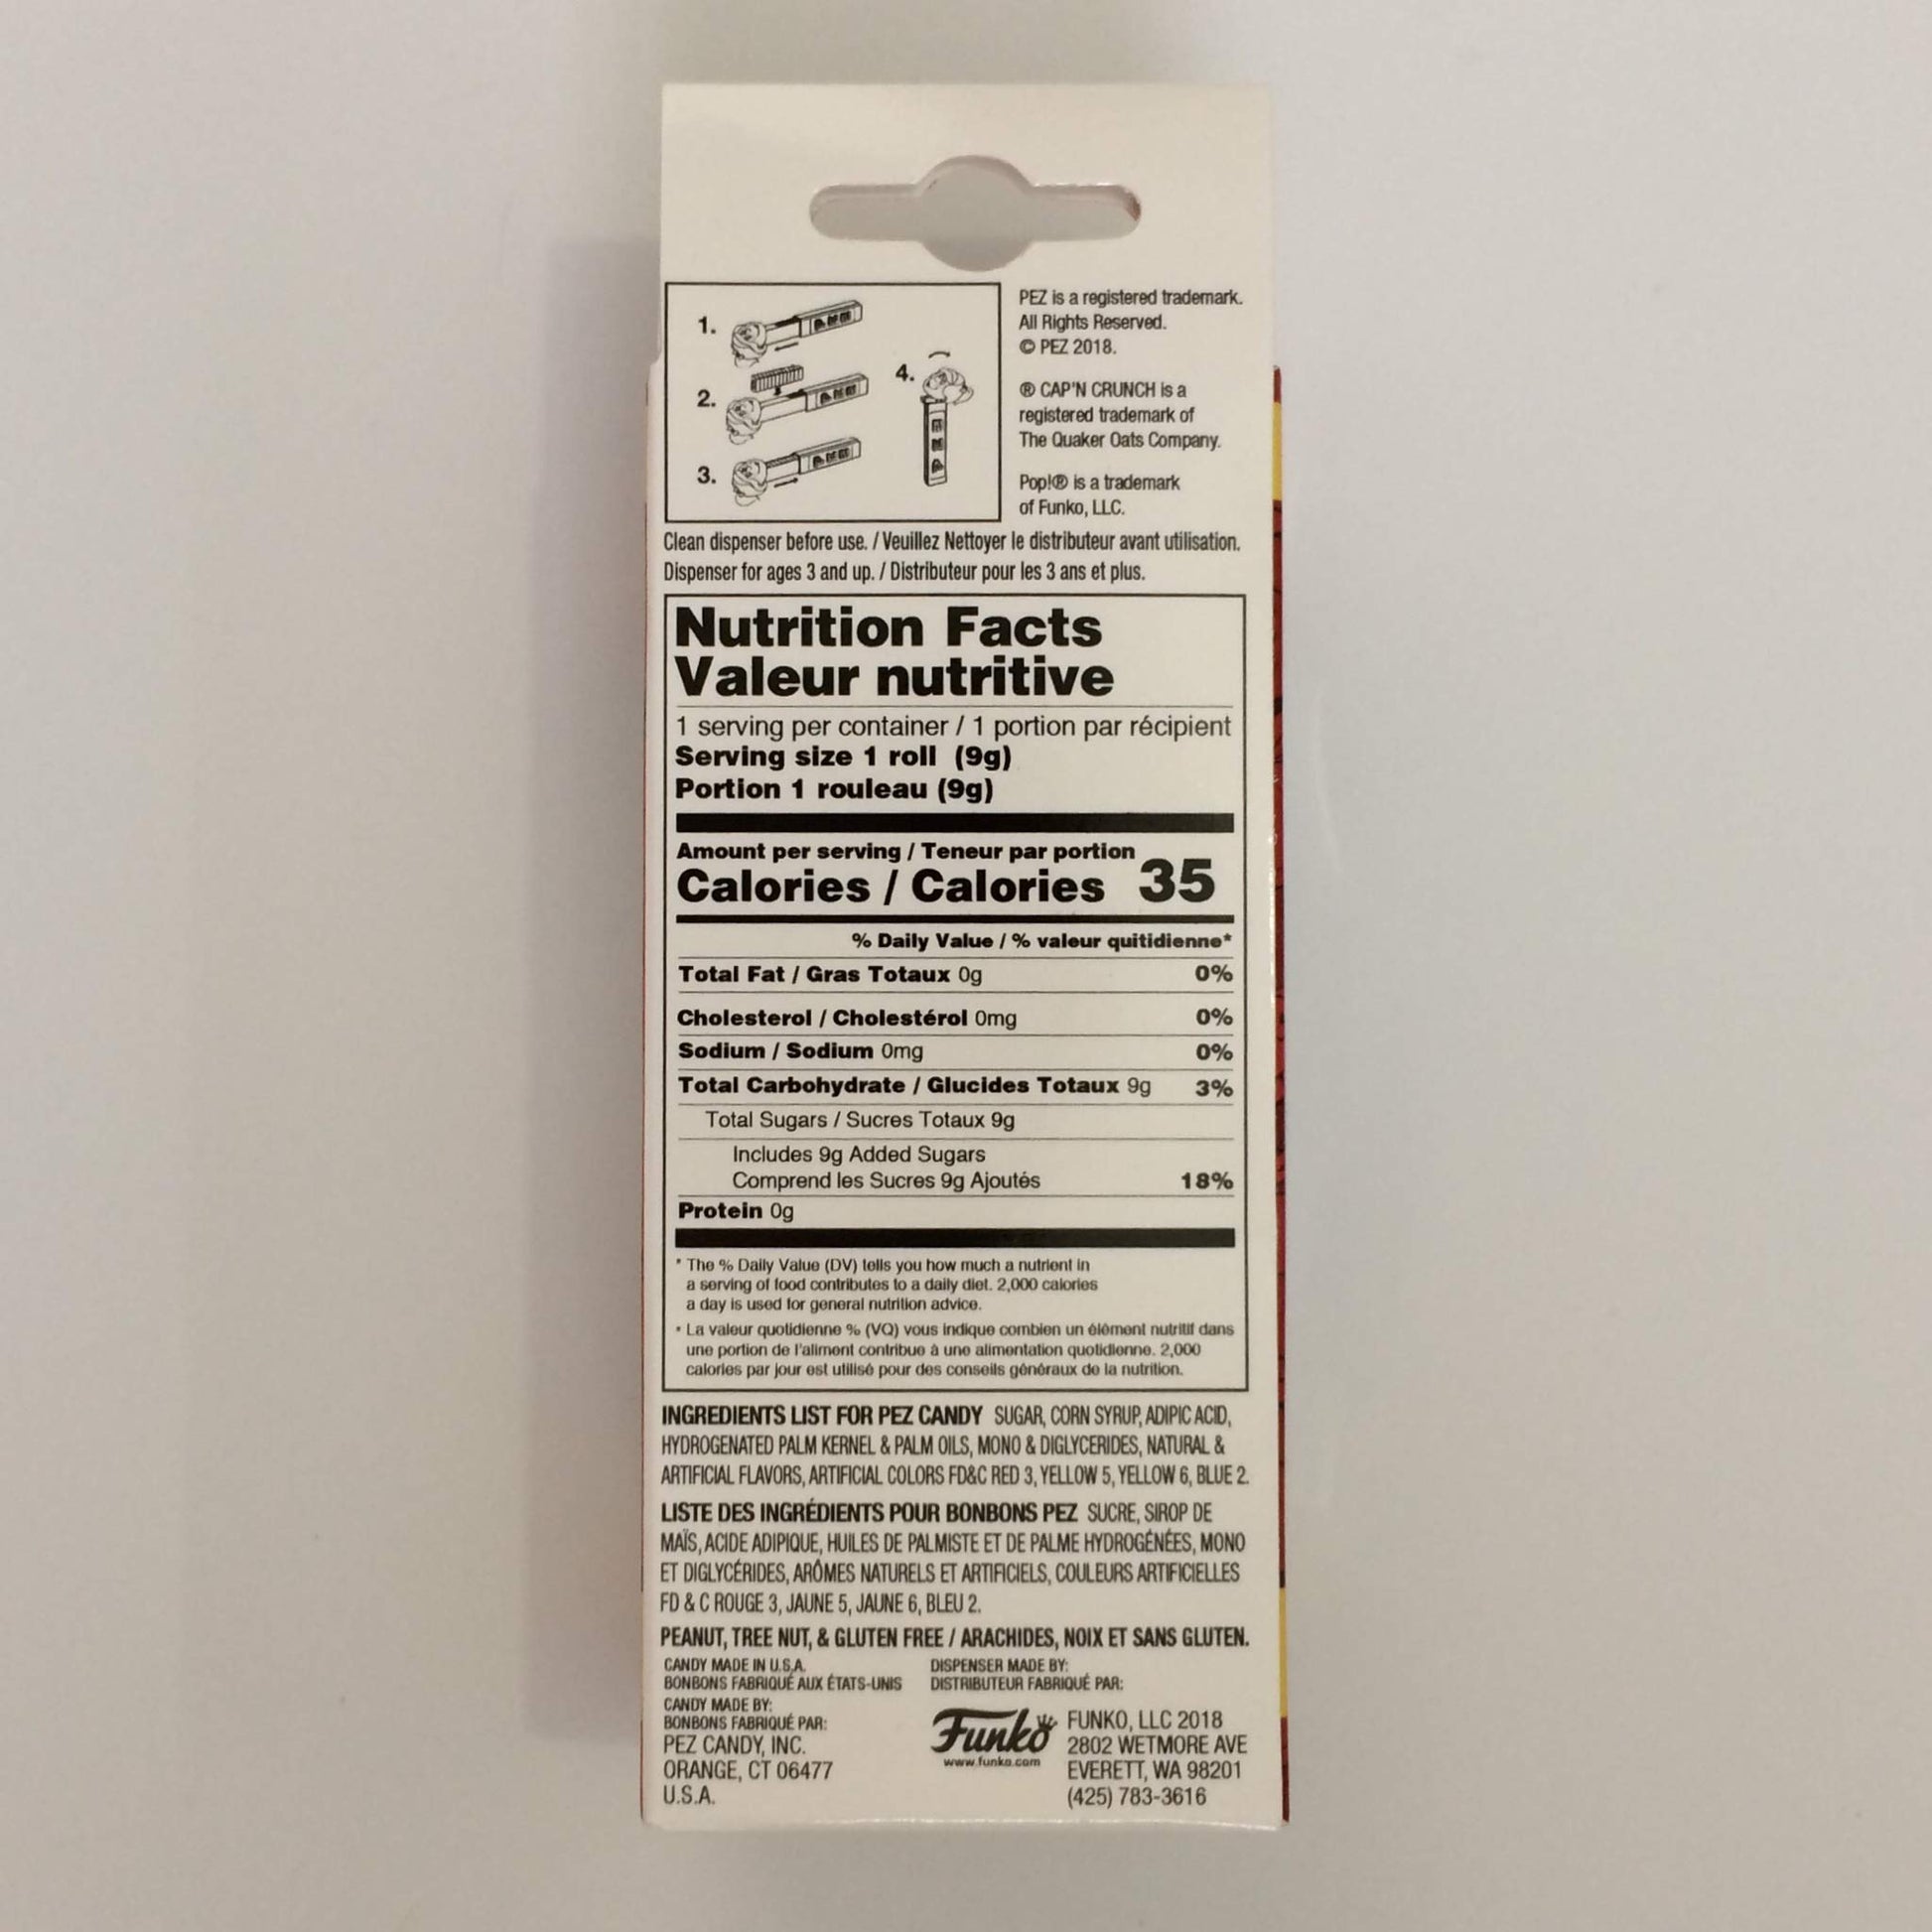 1.
2.
3.
4.
PEZ is a registered trademark.
All Rights Reserved.
© PEZ 2018.
® CAP'N CRUNCH is a
registered trademark of
The Quaker Oats Company.
Pop!® is a trademark
of Funko, LLC.
Clean dispenser before use. / Veuillez Nettoyer le distributeur avant utilisation.
Dispenser for ages 3 and up. / Distributeur pour les 3 ans et plus.
Nutrition Facts
Valeur nutritive
1 serving per container / 1 portion par récipient
Serving size 1 roll (9g)
Portion 1 rouleau (9g)
Amount per serving / Teneur par portion
Calories / Calories 35
% Daily Value / % valeur quitidienne*
Total Fat / Gras Totaux 0g 0%
Cholesterol / Cholestérol 0mg 0%
Sodium / Sodium 0mg 0%
Total Carbohydrate / Glucides Totaux 9g 3%
Total Sugars / Sucres Totaux 9g
Includes 9g Added Sugars
Comprend les Sucres 9g Ajoutés 18%
Protein 0g
* The % Daily Value (DV) tells you how much a nutrient in
a serving of food contributes to a daily diet. 2,000 calories
a day is used for general nutrition advice.
* La valeur quotidienne % (VQ) vous indique combien un élément nutritif dans
une portion de l'aliment contribue à une alimentation quotidienne. 2,000
calories par jour est utilisé pour des conseils généraux de la nutrition.
INGREDIENTS LIST FOR PEZ CANDY SUGAR, CORN SYRUP, ADIPIC ACID,
HYDROGENATED PALM KERNEL & PALM OILS, MONO & DIGLYCERIDES, NATURAL &
ARTIFICIAL FLAVORS, ARTIFICIAL COLORS FD&C RED 3, YELLOW 5, YELLOW 6, BLUE 2.
LISTE DES INGRÉDIENTS POUR BONBONS PEZ SUCRE, SIROP DE
MAÏS, ACIDE ADIPIQUE, HUILES DE PALMISTE ET DE PALME HYDROGÉNÉES, MONO
ET DIGLYCÉRIDES, ARÔMES NATURELS ET ARTIFICIELS, COULEURS ARTIFICIELLES
FD & C ROUGE 3, JAUNE 5, JAUNE 6, BLEU 2.
PEANUT, TREE NUT, & GLUTEN FREE / ARACHIDES, NOIX ET SANS GLUTEN.
CANDY MADE IN U.S.A.
BONBONS FABRIQUÉ AUX ÉTATS-UNIS
CANDY MADE BY:
BONBONS FABRIQUÉ PAR:
PEZ CANDY, INC.
ORANGE, CT 06477
U.S.A.
DISPENSER MADE BY:
DISTRIBUTEUR FABRIQUÉ PAR:
Funko
www.funko.com
FUNKO, LLC 2018
2802 WETMORE AVE
EVERETT, WA 98201
(425) 783-3616